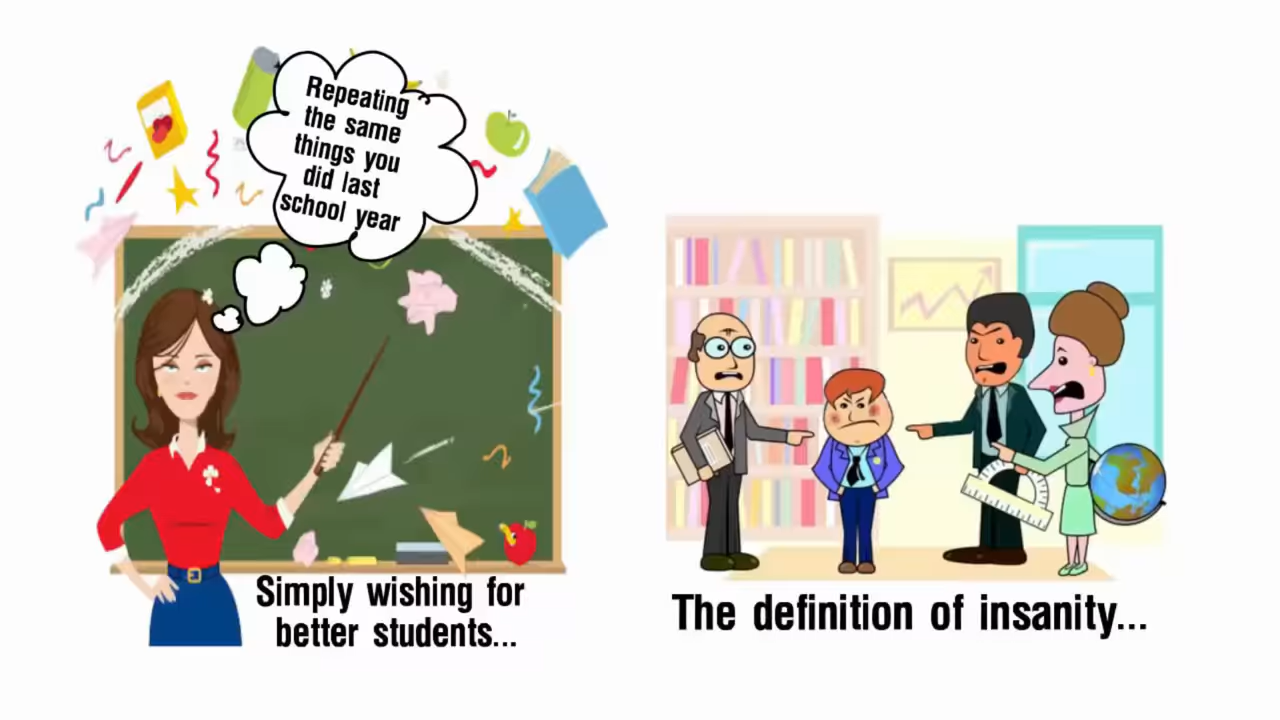 Repeating
the same
things you
did last
school year
Simply wishing for
better students...
The definition of insanity...